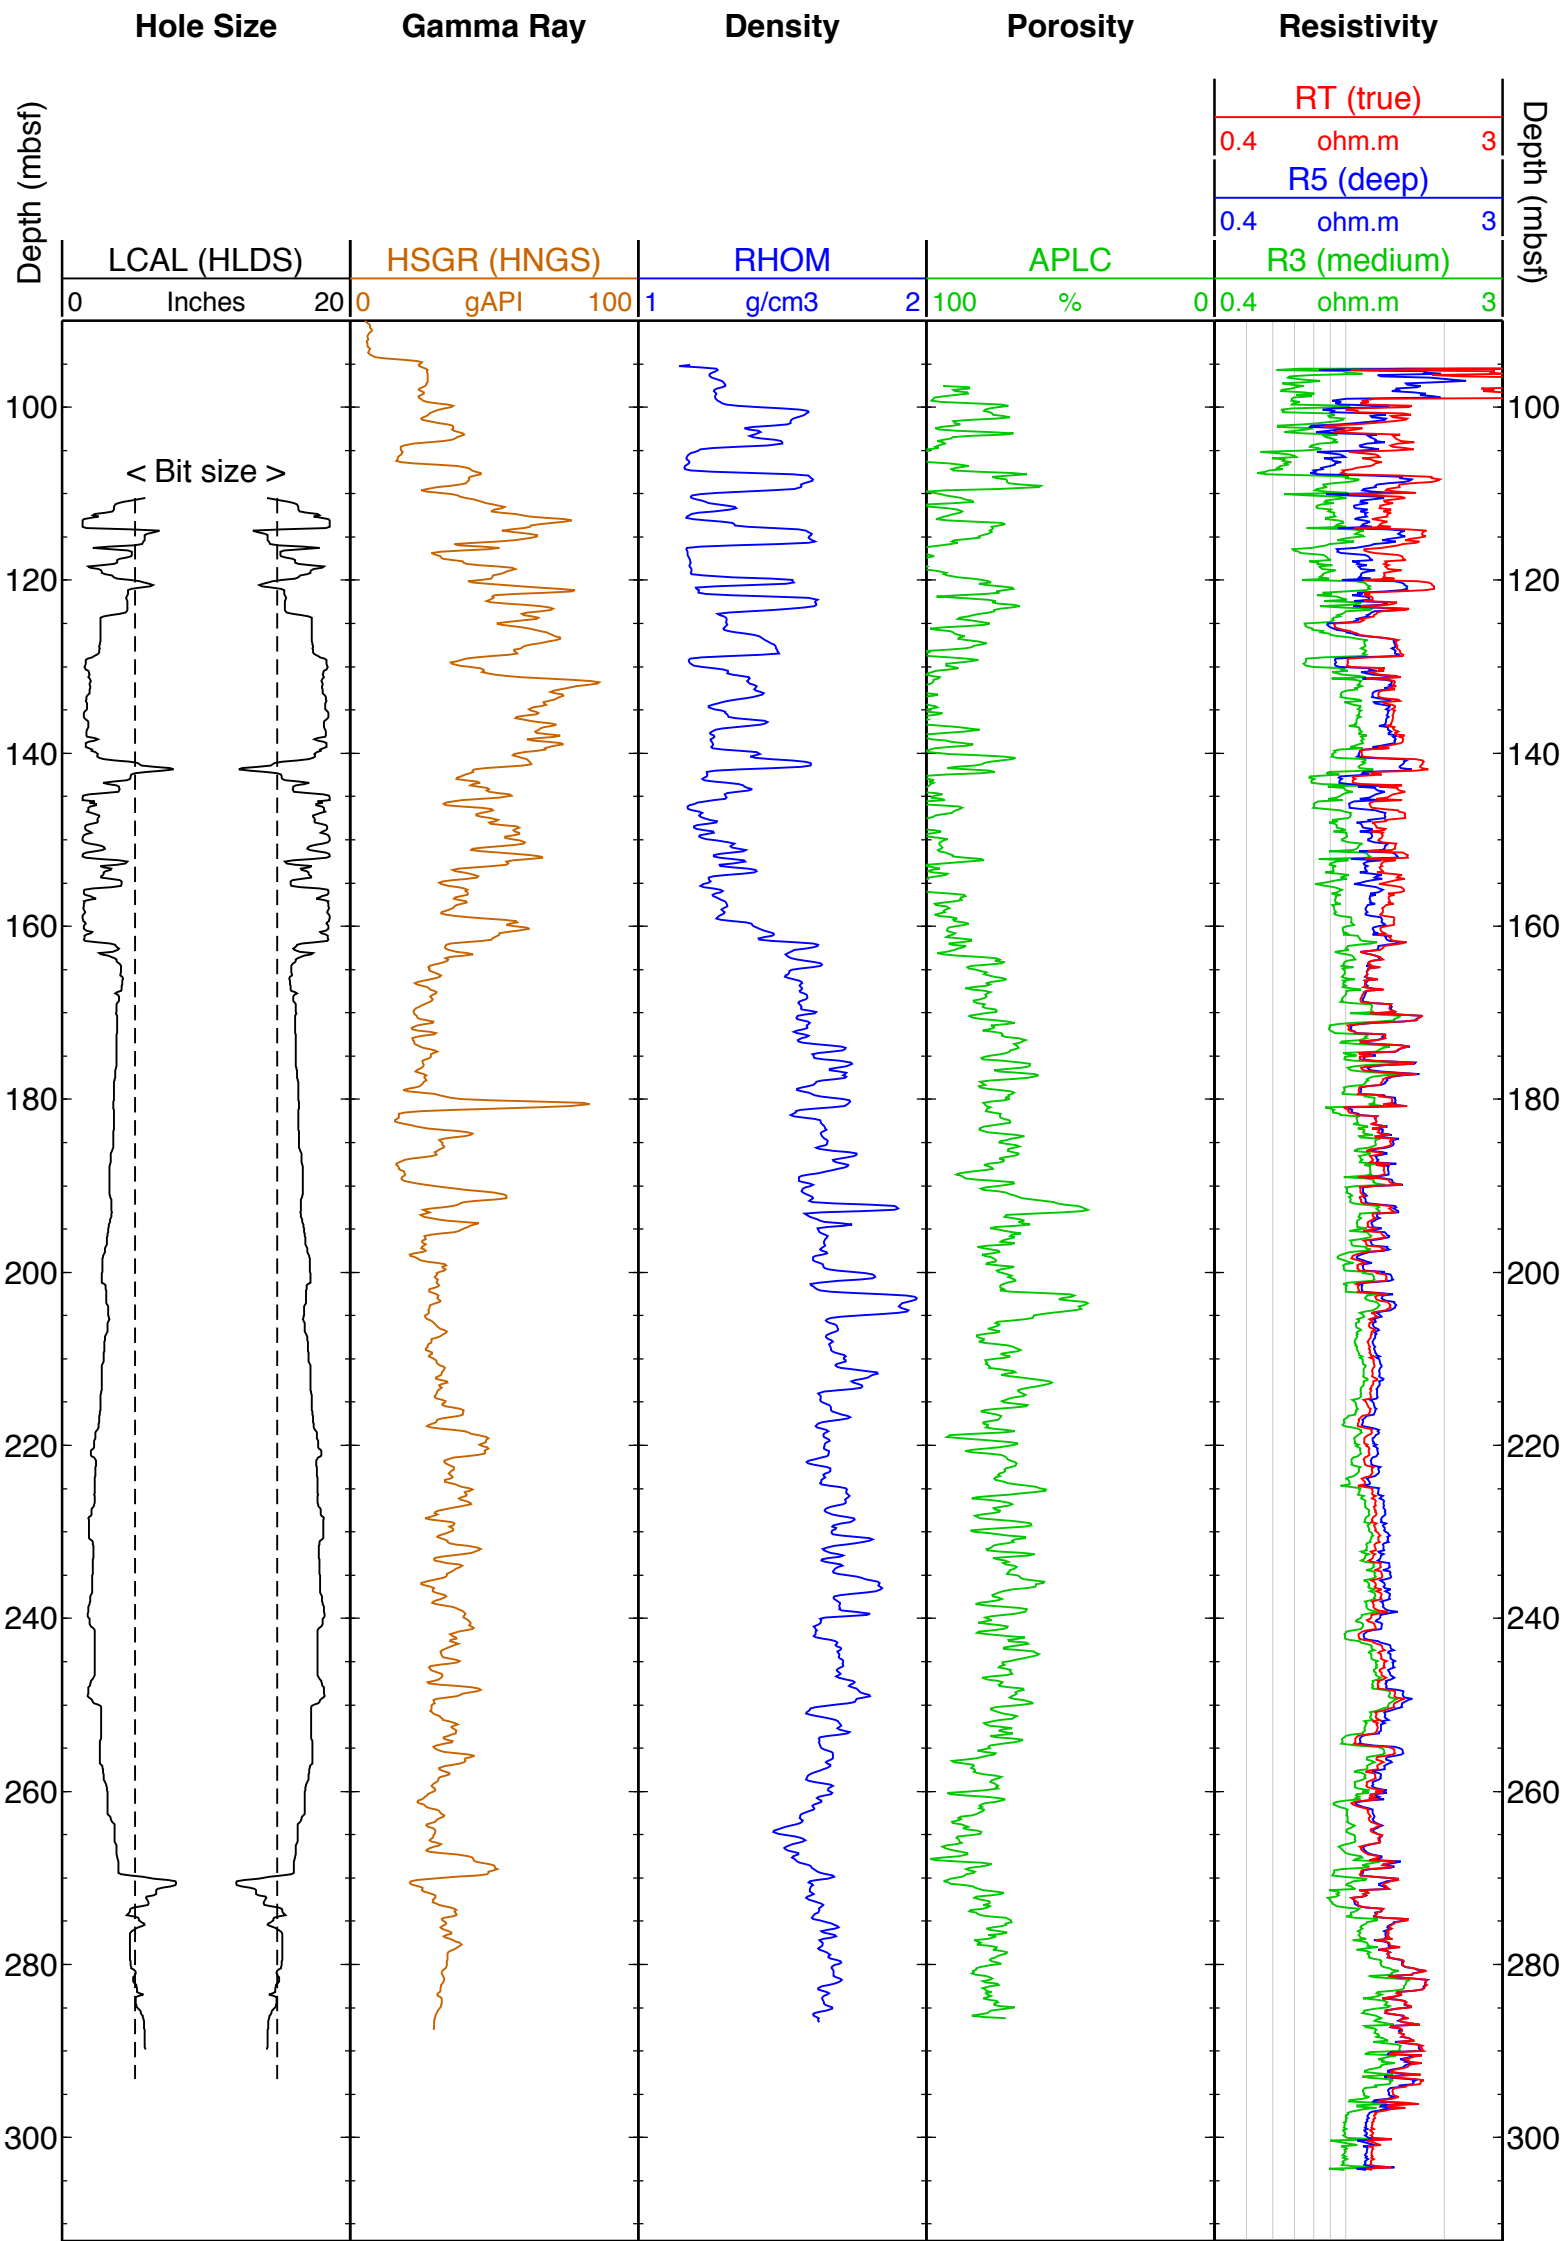 Hole Size Gamma Ray Density Porosity Resistivity
RT (true)
0.4 ohm.m 3
R5 (deep)
0.4 ohm.m 3
Depth (mbsf) LCAL (HLDS) HSGR (HNGS) RHOM APLC R3 (medium) Depth (mbsf)
0 Inches 20 0 gAPI 100 1 g/cm3 2 100 % 0 0.4 ohm.m 3
100 100
< Bit size >
120 120
140 140
160 160
180 180
200 200
220 220
240 240
260 260
280 280
300 300